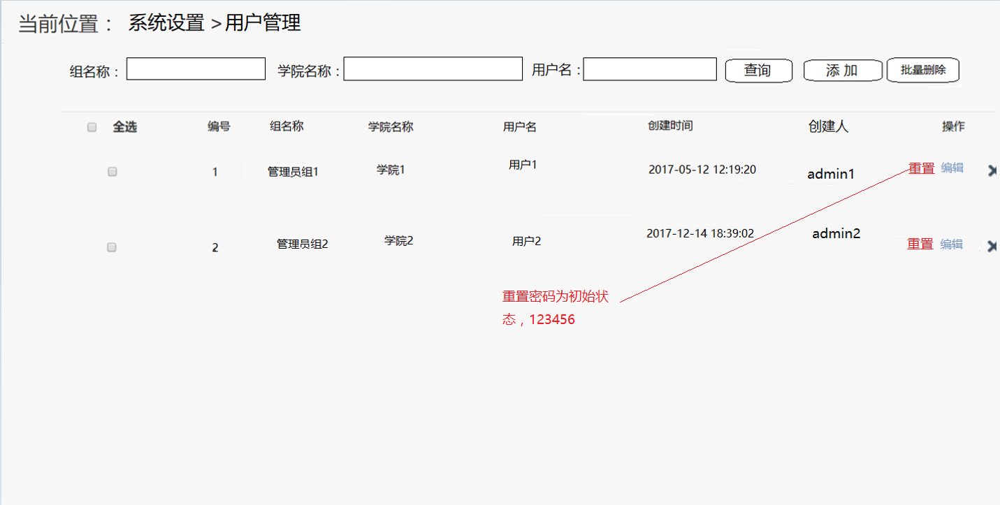 当前位置： 系统设置 >用户管理
组名称： 学院名称： 用户名： 查询 添 加 批量删除
全选 编号 组名称 学院名称 用户名 创建时间 创建人 操作
1 管理员组1 学院1 用户1 2017-05-12 12:19:20 admin1 重置 编辑
2 管理员组2 学院2 用户2 2017-12-14 18:39:02 admin2 重置 编辑
重置密码为初始状
态，123456